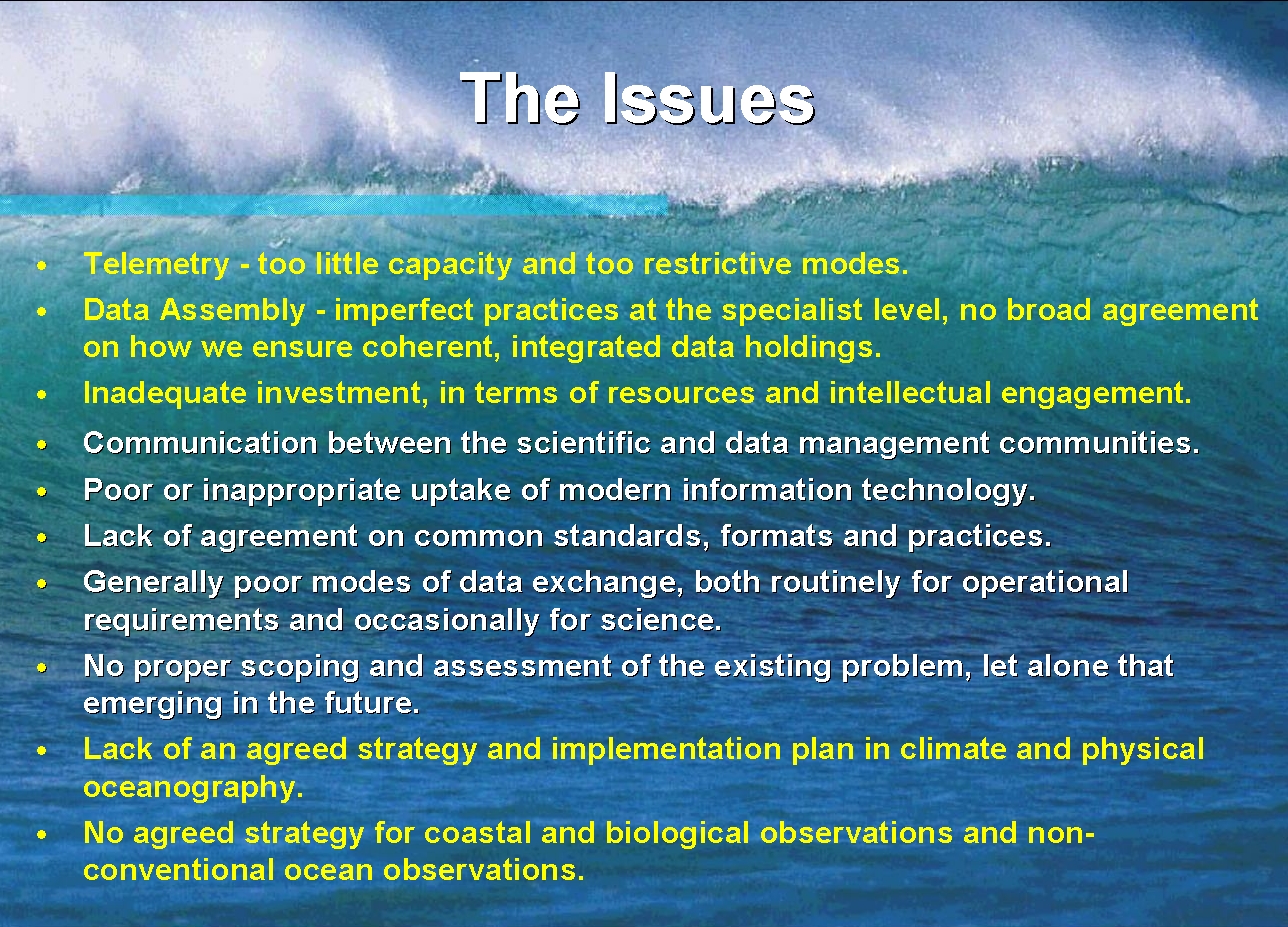 The Issues
• Telemetry - too little capacity and too restrictive modes.
• Data Assembly - imperfect practices at the specialist level, no broad agreement
on how we ensure coherent, integrated data holdings.
• Inadequate investment, in terms of resources and intellectual engagement.
• Communication between the scientific and data management communities.
• Poor or inappropriate uptake of modern information technology.
• Lack of agreement on common standards, formats and practices.
• Generally poor modes of data exchange, both routinely for operational
requirements and occasionally for science.
• No proper scoping and assessment of the existing problem, let alone that
emerging in the future.
• Lack of an agreed strategy and implementation plan in climate and physical
oceanography.
• No agreed strategy for coastal and biological observations and non-
conventional ocean observations.